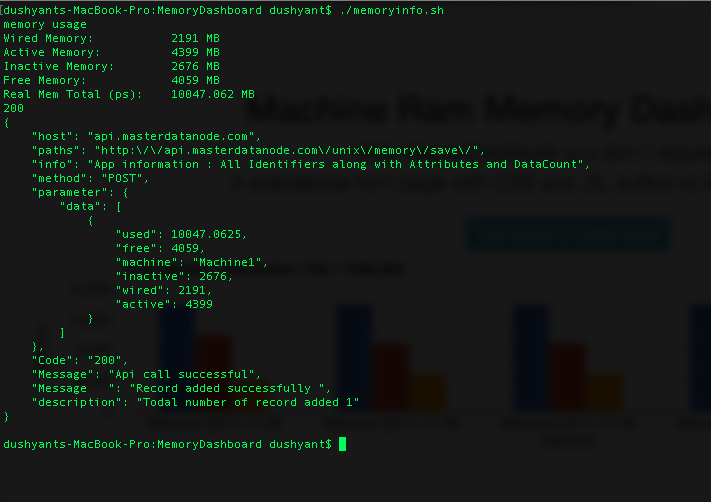 [dushyants-MacBook-Pro:MemoryDashboard dushyant$ ./memoryinfo.sh
memory usage
Wired Memory:           2191 MB
Active Memory:          4399 MB
Inactive Memory:        2676 MB
Free Memory:            4059 MB
Real Mem Total (ps):    10047.062 MB
200
{
    "host": "api.masterdatanode.com",
    "paths": "http:\/\/api.masterdatanode.com\/unix\/memory\/save\/",
    "info": "App information : All Identifiers along with Attributes and DataCount",
    "method": "POST",
    "parameter": {
        "data": [
            {
                "used": 10047.0625,
                "free": 4059,
                "machine": "Machine1",
                "inactive": 2676,
                "wired": 2191,
                "active": 4399
            }
        ]
    },
    "Code": "200",
    "Message": "Api call successful",
    "Message   ": "Record added successfully ",
    "description": "Todal number of record added 1"
}
dushyants-MacBook-Pro:MemoryDashboard dushyant$
Machine Ram Memory Dash